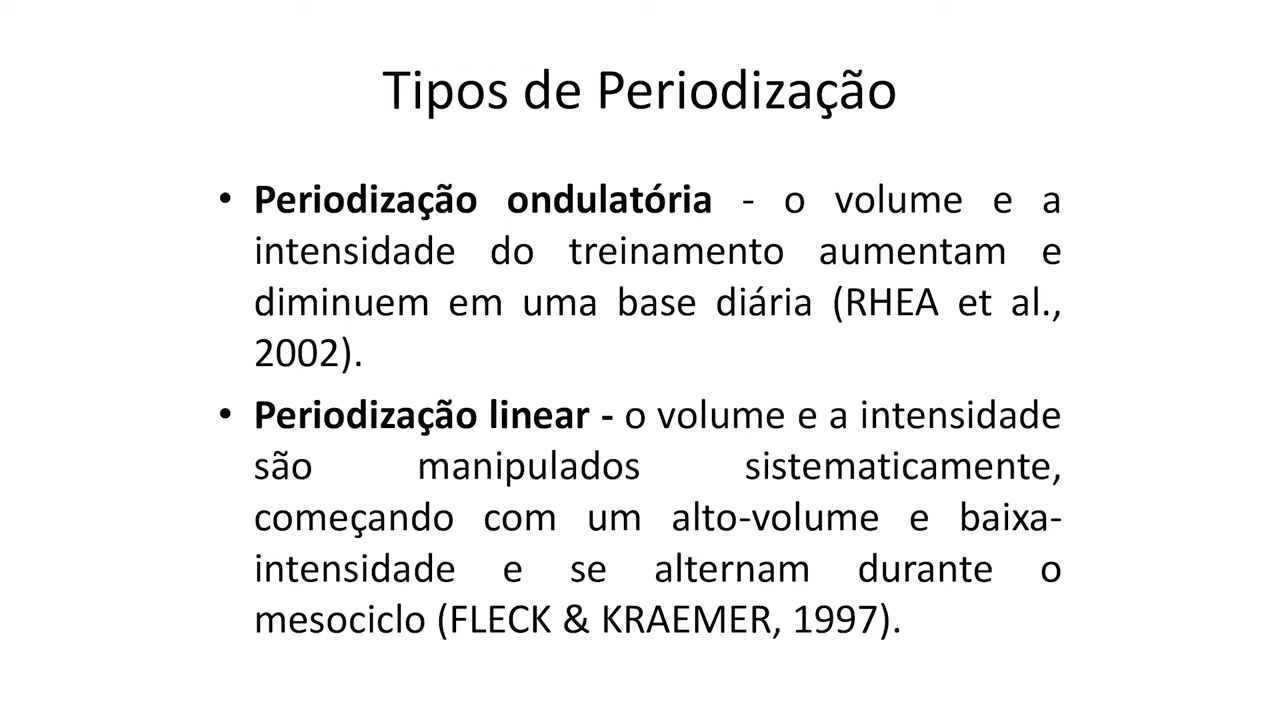 Tipos de Periodização
• Periodização ondulatória - o volume e a
intensidade do treinamento aumentam e
diminuem em uma base diária (RHEA et al.,
2002).
• Periodização linear - o volume e a intensidade
são manipulados sistematicamente,
começando com um alto-volume e baixa-
intensidade e se alternam durante o
mesociclo (FLECK & KRAEMER, 1997).